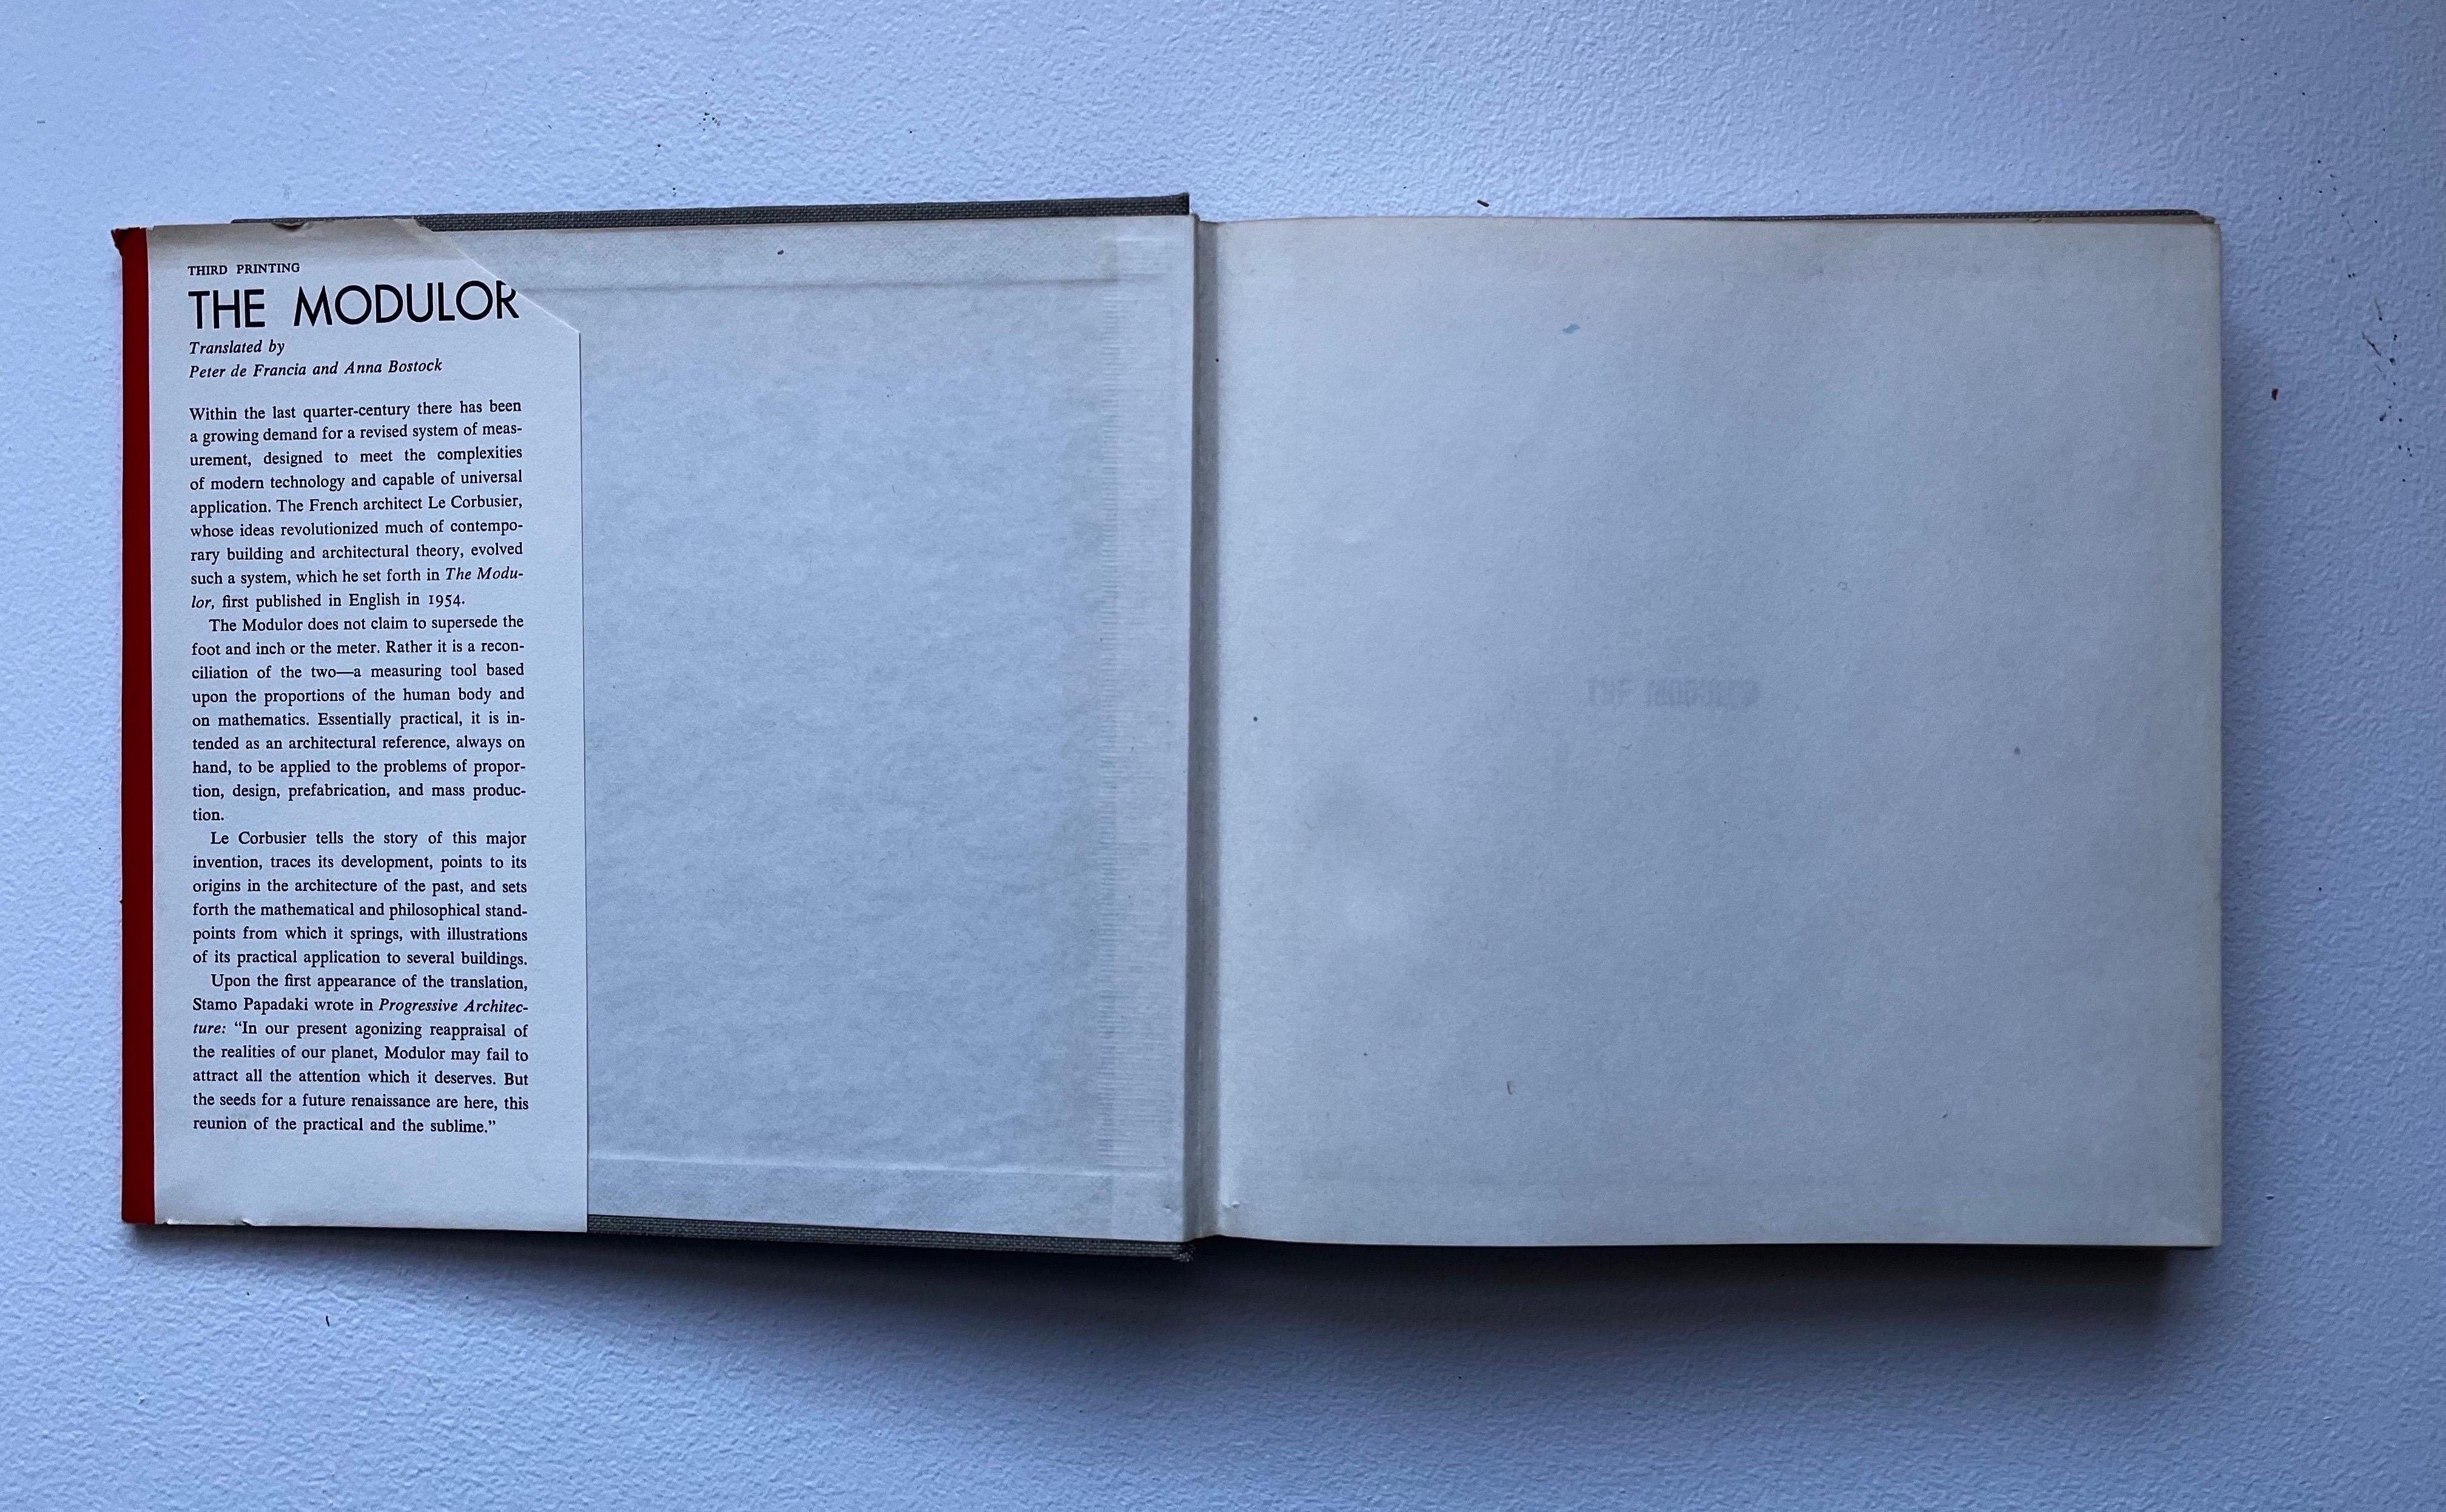 THIRD PRINTING
THE MODULOR
Translated by
Peter de Francia and Anna Bostock
Within the last quarter-century there has been
a growing demand for a revised system of meas-
urement, designed to meet the complexities
of modern technology and capable of universal
application. The French architect Le Corbusier,
whose ideas revolutionized much of contempo-
rary building and architectural theory, evolved
such a system, which he set forth in The Modu-
lor, first published in English in 1954.
The Modulor does not claim to supersede the
foot and inch or the meter. Rather it is a recon-
ciliation of the two—a measuring tool based
upon the proportions of the human body and
on mathematics. Essentially practical, it is in-
tended as an architectural reference, always on
hand, to be applied to the problems of propor-
tion, design, prefabrication, and mass produc-
tion.
Le Corbusier tells the story of this major
invention, traces its development, points to its
origins in the architecture of the past, and sets
forth the mathematical and philosophical stand-
points from which it springs, with illustrations
of its practical application to several buildings.
Upon the first appearance of the translation,
Stamo Papadaki wrote in Progressive Architec-
ture: “In our present agonizing reappraisal of
the realities of our planet, Modulor may fail to
attract all the attention which it deserves. But
the seeds for a future renaissance are here, this
reunion of the practical and the sublime.”
THE MODULOR